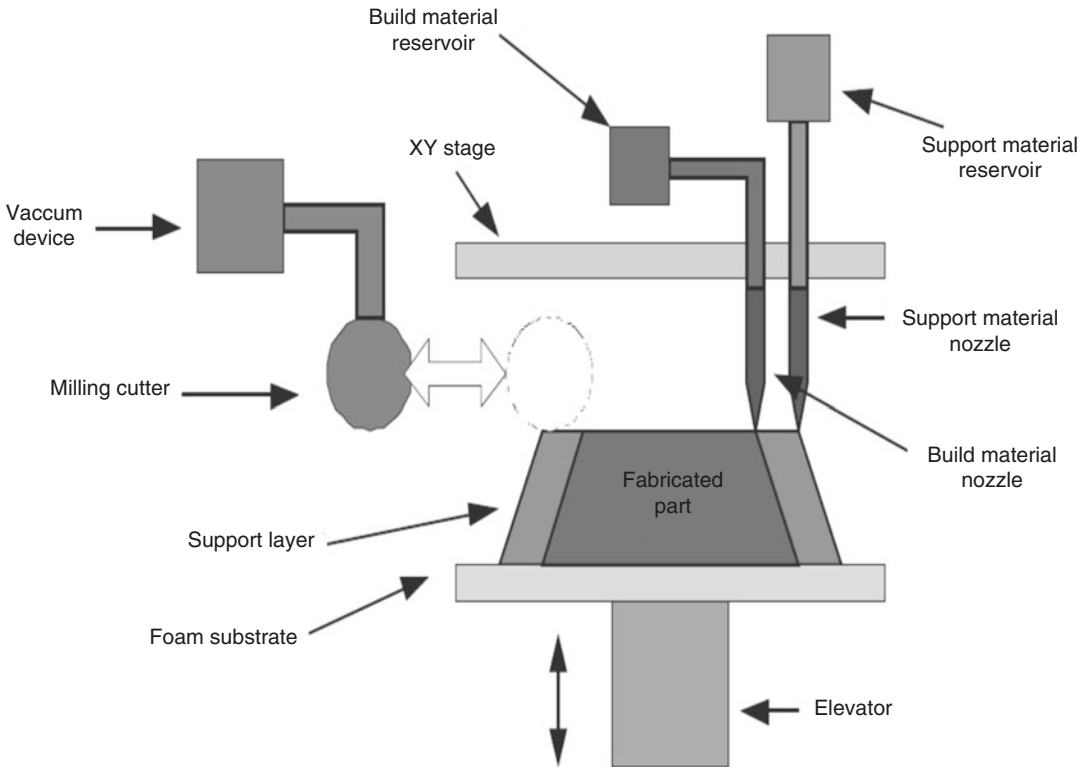 Build material
reservoir
XY stage
Support material
reservoir
Vaccum
device
Support material
nozzle
Milling cutter
Build material
nozzle
Fabricated
part
Support layer
Foam substrate
Elevator